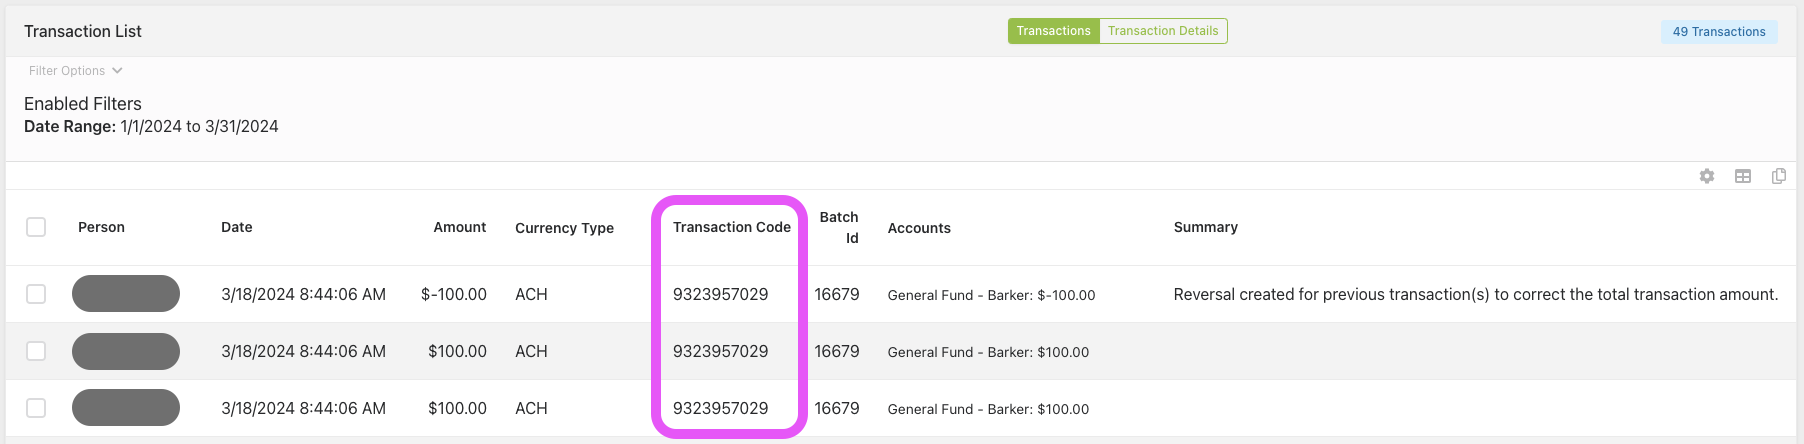 Transaction List
Transactions Transaction Details
49 Transactions
Filter Options
Enabled Filters
Date Range: 1/1/2024 to 3/31/2024
Person Date Amount Currency Type Transaction Code Batch Id Accounts Summary
3/18/2024 8:44:06 AM $-100.00 ACH 9323957029 16679 General Fund - Barker: $-100.00 Reversal created for previous transaction(s) to correct the total transaction amount.
3/18/2024 8:44:06 AM $100.00 ACH 9323957029 16679 General Fund - Barker: $100.00
3/18/2024 8:44:06 AM $100.00 ACH 9323957029 16679 General Fund - Barker: $100.00